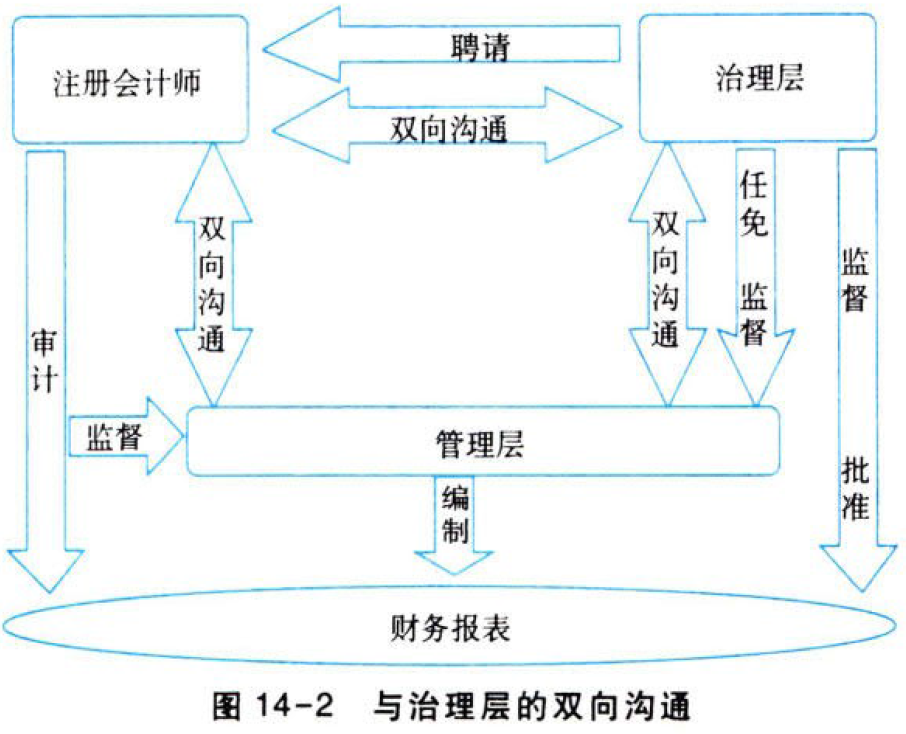 注册会计师
聘请
治理层
双向沟通
双向沟通
双向沟通
任免 监督
监督 批准
审计
监督
管理层
编制
财务报表
图 14-2 与治理层的双向沟通